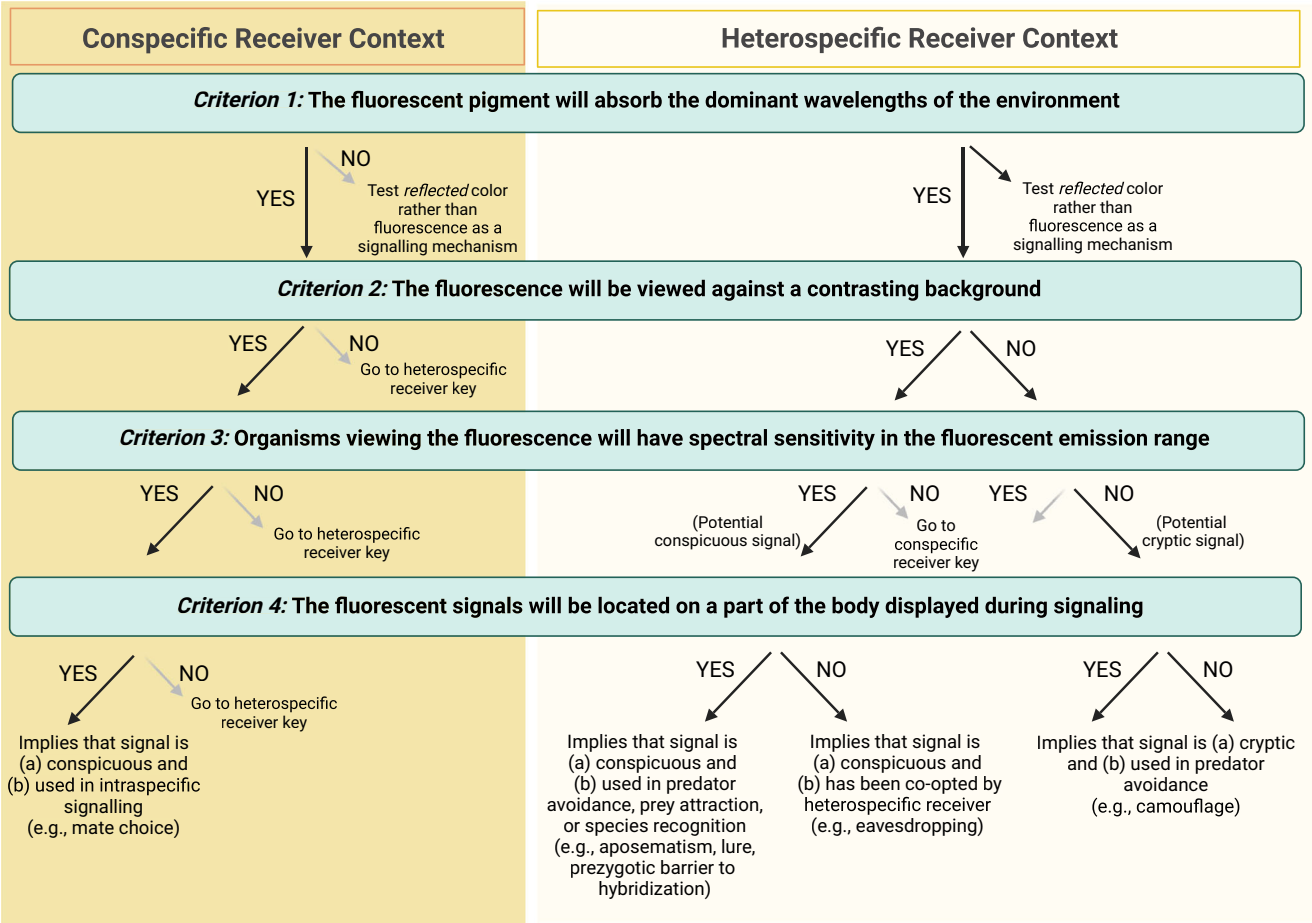 Conspecific Receiver Context
Heterospecific Receiver Context
Criterion 1: The fluorescent pigment will absorb the dominant wavelengths of the environment
NO
YES
Test reflected color
rather than
fluorescence as a
signalling mechanism
YES
Test reflected color
rather than
fluorescence as a
signalling mechanism
Criterion 2: The fluorescence will be viewed against a contrasting background
YES
NO
Go to heterospecific
receiver key
YES
NO
Criterion 3: Organisms viewing the fluorescence will have spectral sensitivity in the fluorescent emission range
YES
NO
Go to heterospecific
receiver key
YES
(Potential
conspicuous signal)
NO
Go to
conspecific
receiver key
YES
NO
(Potential
cryptic signal)
Criterion 4: The fluorescent signals will be located on a part of the body displayed during signaling
YES
NO
Go to heterospecific
receiver key
Implies that signal is
(a) conspicuous and
(b) used in intraspecific
signalling
(e.g., mate choice)
YES
NO
Implies that signal is
(a) conspicuous and
(b) used in predator
avoidance, prey attraction,
or species recognition
(e.g., aposematism, lure,
prezygotic barrier to
hybridization)
Implies that signal is
(a) conspicuous and
(b) has been co-opted by
heterospecific receiver
(e.g., eavesdropping)
YES
NO
Implies that signal is (a) cryptic
and (b) used in predator
avoidance
(e.g., camouflage)